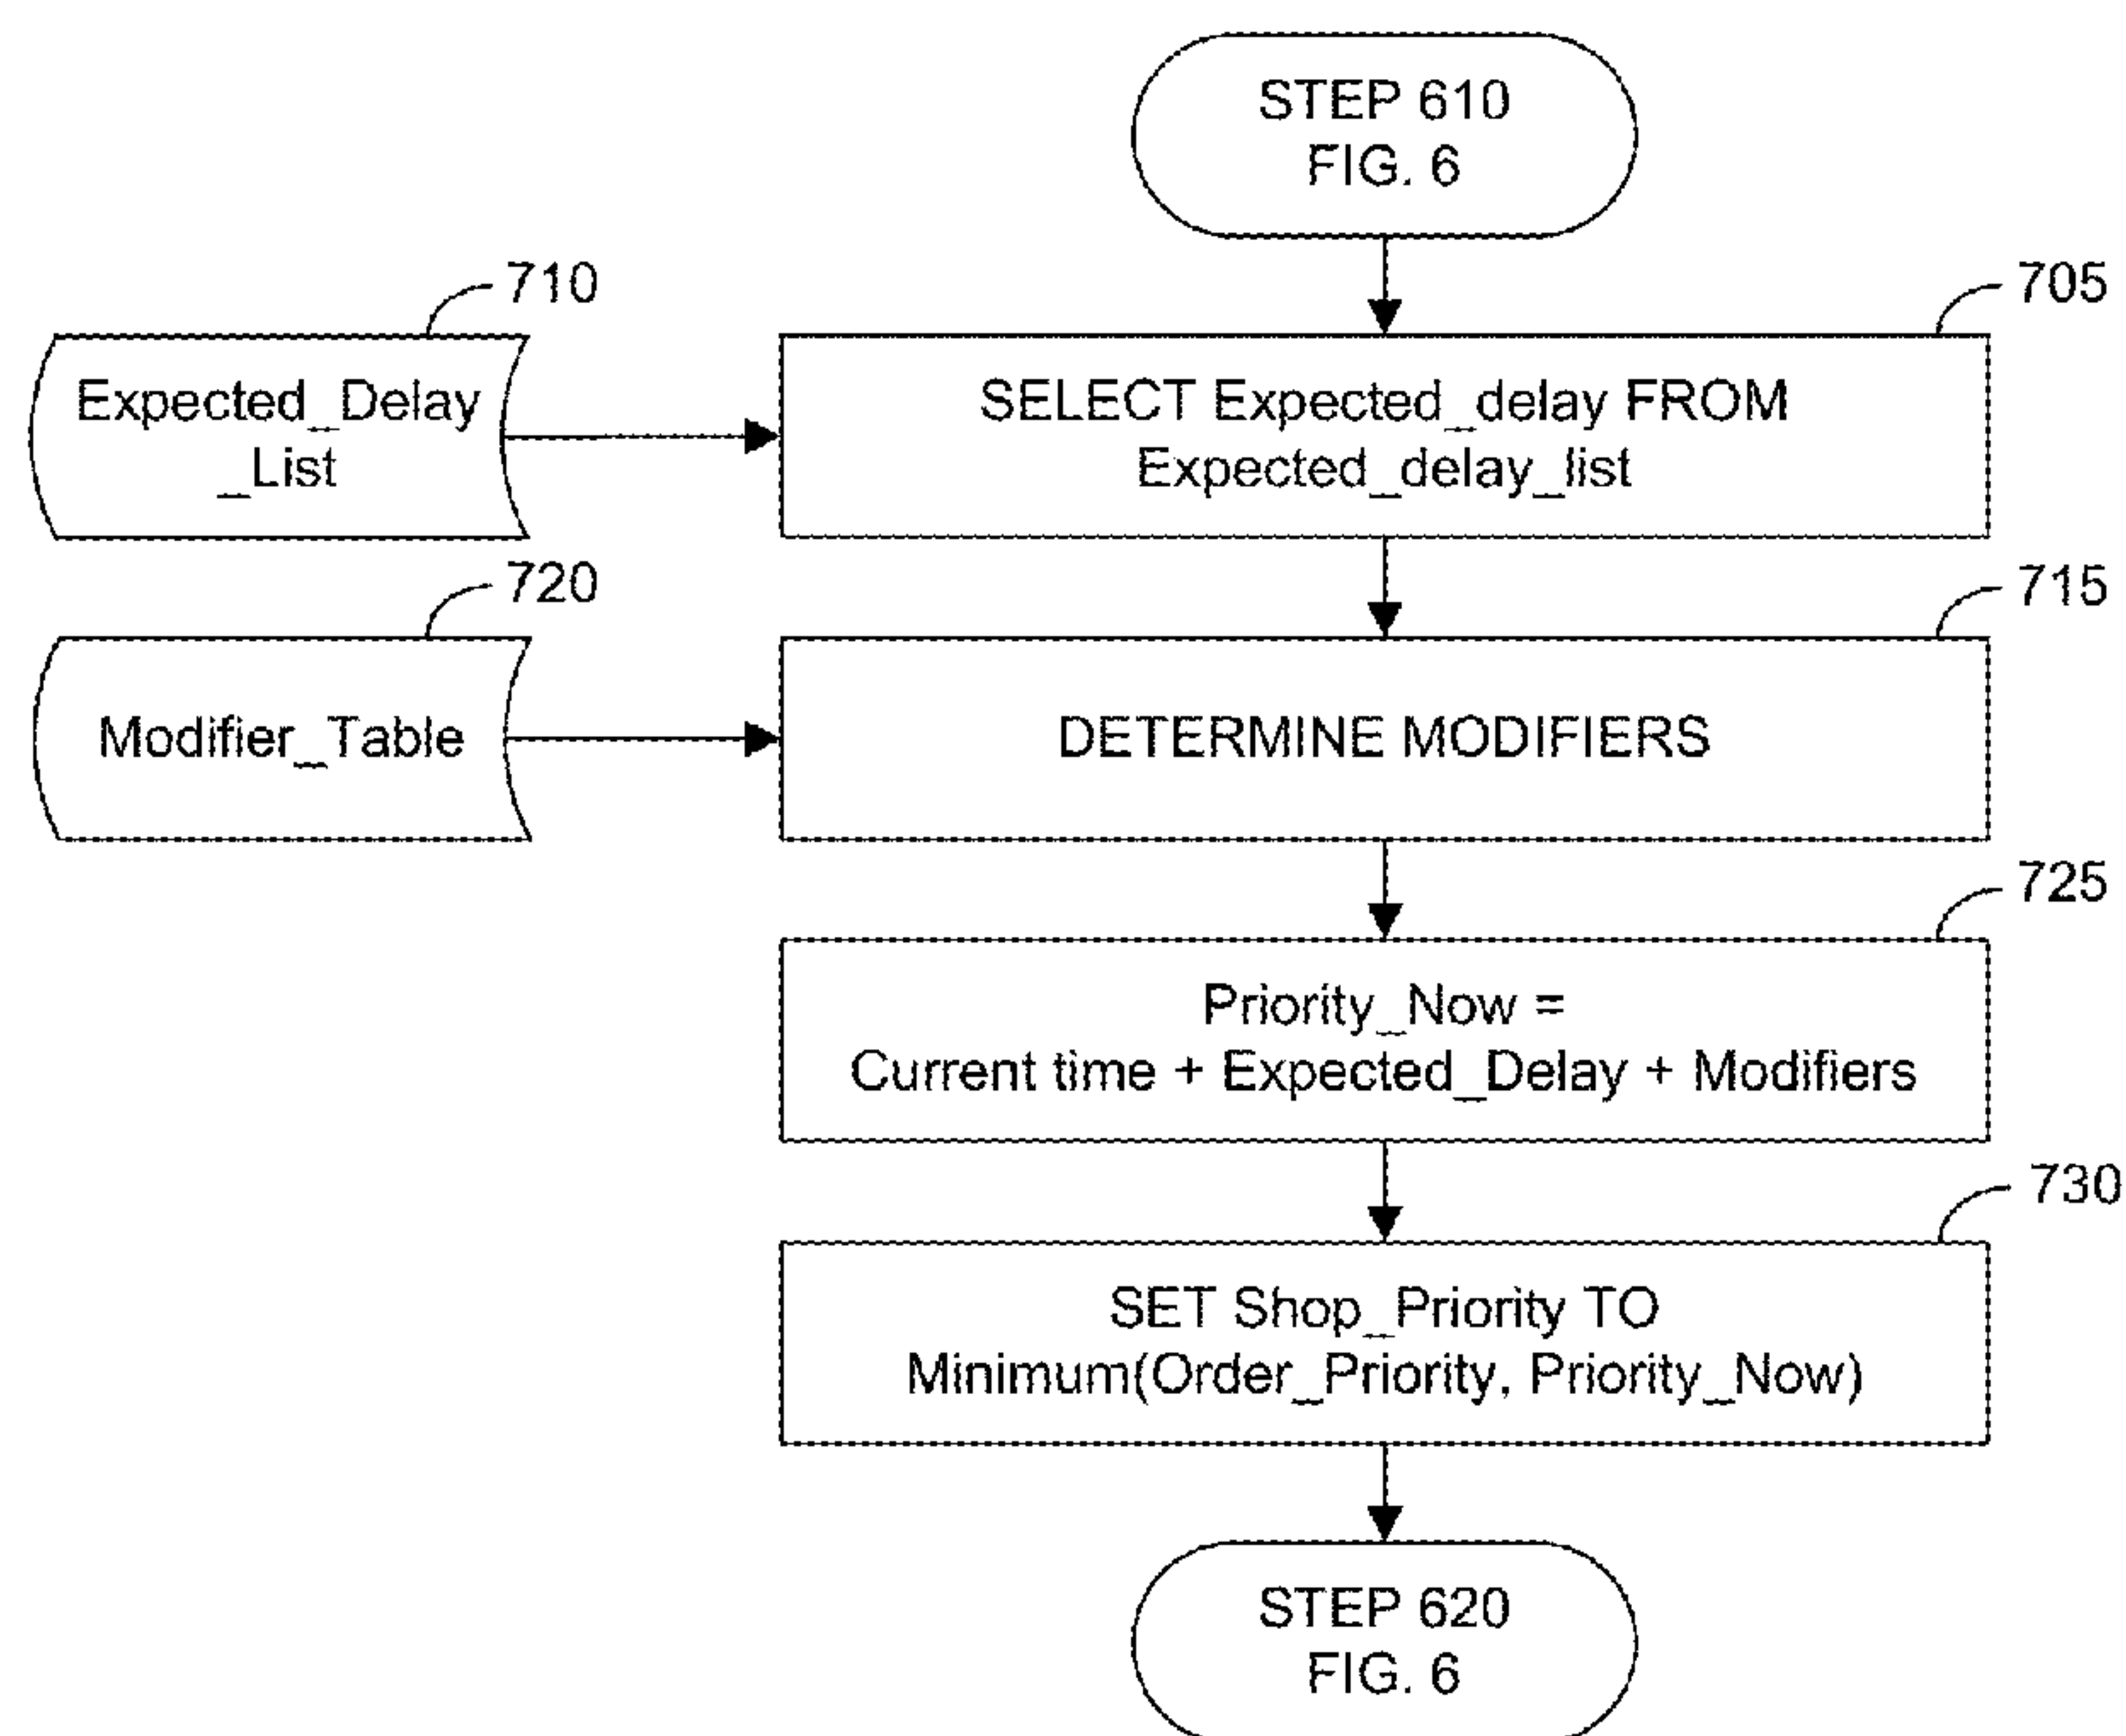 STEP 610
FIG. 6
710
705
Expected_Delay
_List
SELECT Expected_delay FROM
Expected_delay_list
720
715
Modifier_Table
DETERMINE MODIFIERS
725
Priority_Now =
Current time + Expected_Delay + Modifiers
730
SET Shop_Priority TO
Minimum(Order_Priority, Priority_Now)
STEP 620
FIG. 6